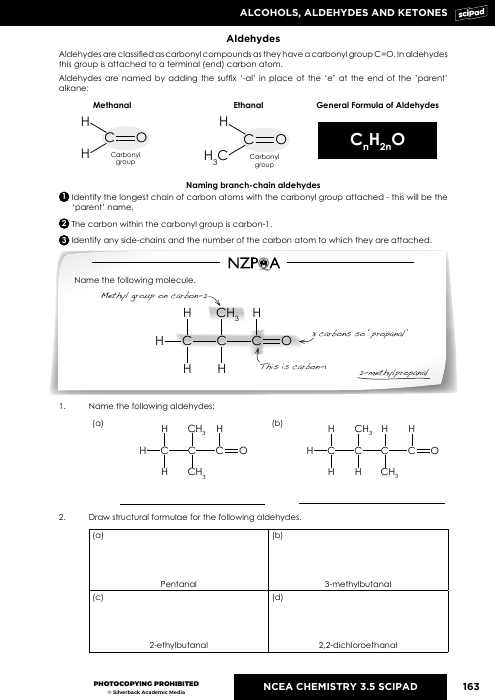 ALCOHOLS, ALDEHYDES AND KETONES scipad
Aldehydes
Aldehydes are classified as carbonyl compounds as they have a carbonyl group C=O. In aldehydes
this group is attached to a terminal (end) carbon atom.
Aldehydes are named by adding the suffix '-al' in place of the 'e' at the end of the 'parent'
alkane:
Methanal Ethanal General Formula of Aldehydes
H H
C=O C=O CnH2nO
H Carbonyl H3C Carbonyl
group group
Naming branch-chain aldehydes
1 Identify the longest chain of carbon atoms with the carbonyl group attached - this will be the
'parent' name.
2 The carbon within the carbonyl group is carbon-1.
3 Identify any side-chains and the number of the carbon atom to which they are attached.
NZPQA
Name the following molecule.
Methyl group on carbon-2
H CH3 H
H—C—C—C=O 3 carbons so 'propanal'
H H This is carbon-1
2-methylpropanal
1. Name the following aldehydes:
(a) (b)
H CH3 H H CH3 H H
H—C—C—C=O H—C—C—C—C=O
H CH3 H H CH3
2. Draw structural formulae for the following aldehydes.
(a) (b)
Pentanal 3-methylbutanal
(c) (d)
2-ethylbutanal 2,2-dichloroethanal
PHOTOCOPYING PROHIBITED
© Silverback Academic Media
NCEA CHEMISTRY 3.5 SCIPAD 163